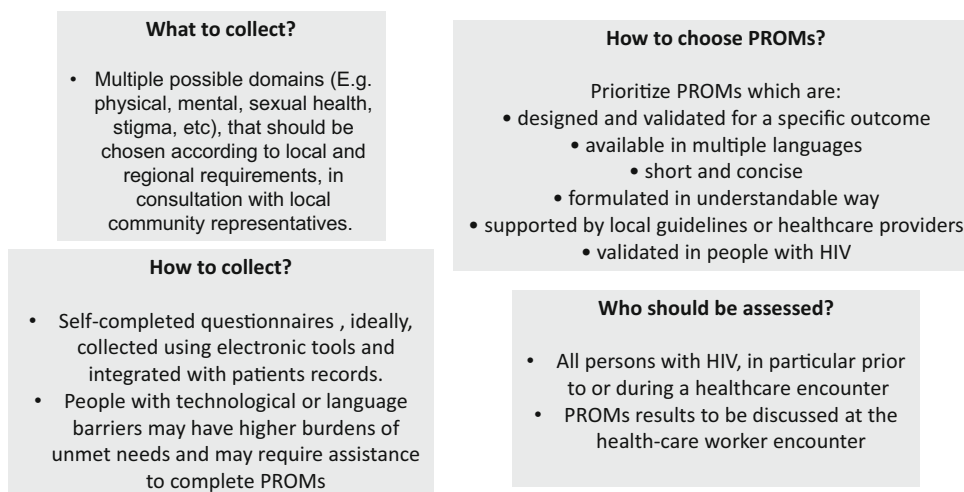 What to collect?
• Multiple possible domains (E.g.
physical, mental, sexual health,
stigma, etc), that should be
chosen according to local and
regional requirements, in
consultation with local
community representatives.
How to choose PROMs?
Prioritize PROMs which are:
• designed and validated for a specific outcome
• available in multiple languages
• short and concise
• formulated in understandable way
• supported by local guidelines or healthcare providers
• validated in people with HIV
How to collect?
• Self-completed questionnaires , ideally,
collected using electronic tools and
integrated with patients records.
• People with technological or language
barriers may have higher burdens of
unmet needs and may require assistance
to complete PROMs
Who should be assessed?
• All persons with HIV, in particular prior
to or during a healthcare encounter
• PROMs results to be discussed at the
health-care worker encounter